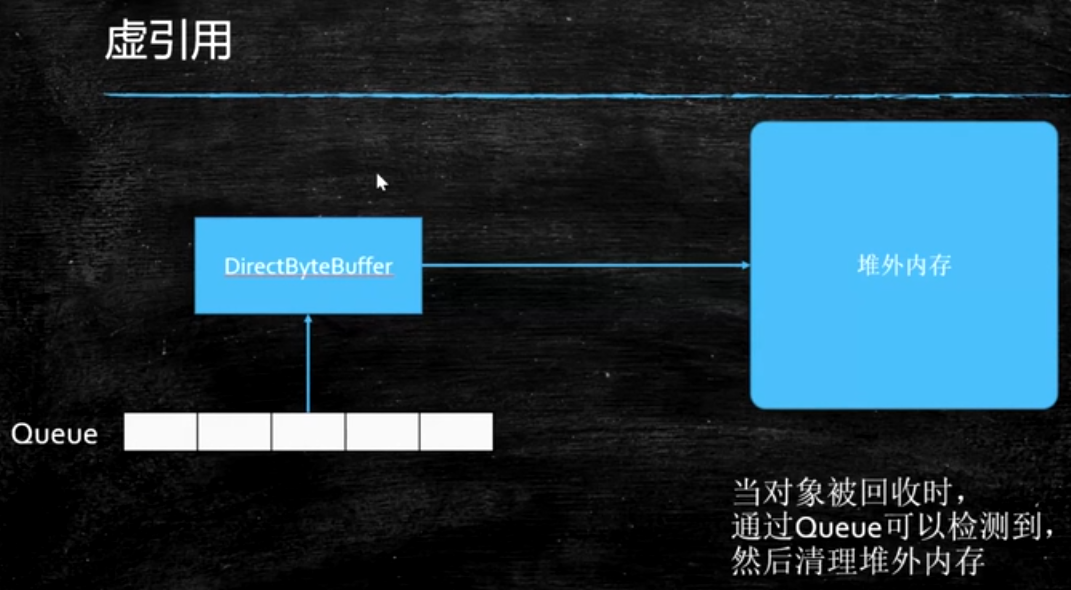 虚引用
DirectByteBuffer
堆外内存
Queue
当对象被回收时，
通过Queue可以检测到，
然后清理堆外内存